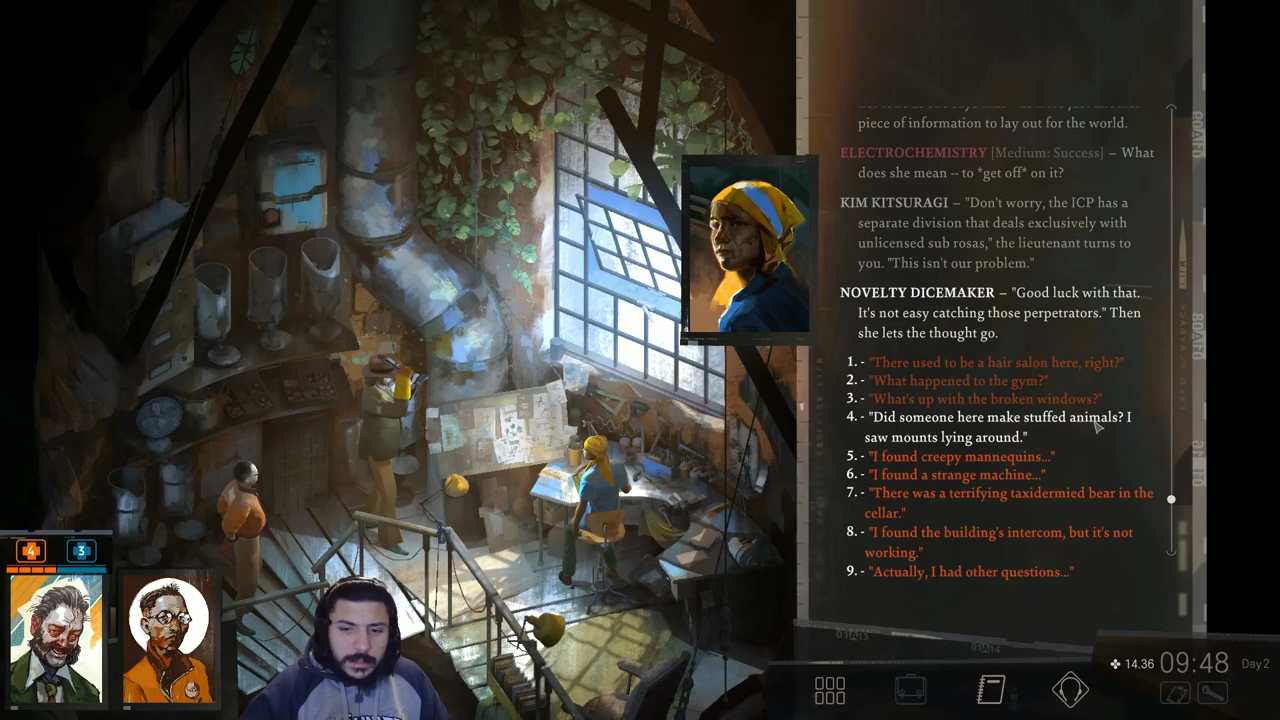 piece of information to lay out for the world.
ELECTROCHEMISTRY [Medium: Success] – What
does she mean -- to *get off* on it?
KIM KITSURAGI – "Don't worry, the ICP has a
separate division that deals exclusively with
unlicensed sub rosas," the lieutenant turns to
you. "This isn't our problem."
NOVELTY DICEMAKER – "Good luck with that.
It's not easy catching those perpetrators." Then
she lets the thought go.
1. - "There used to be a hair salon here, right?"
2. - "What happened to the gym?"
3. - "What's up with the broken windows?"
4. - "Did someone here make stuffed animals? I
saw mounts lying around."
5. - "I found creepy mannequins..."
6. - "I found a strange machine..."
7. - "There was a terrifying taxidermied bear in the
cellar."
8. - "I found the building's intercom, but it's not
working."
9. - "Actually, I had other questions..."
4
3
01A13
01A14
14.36 09:48 Day 2